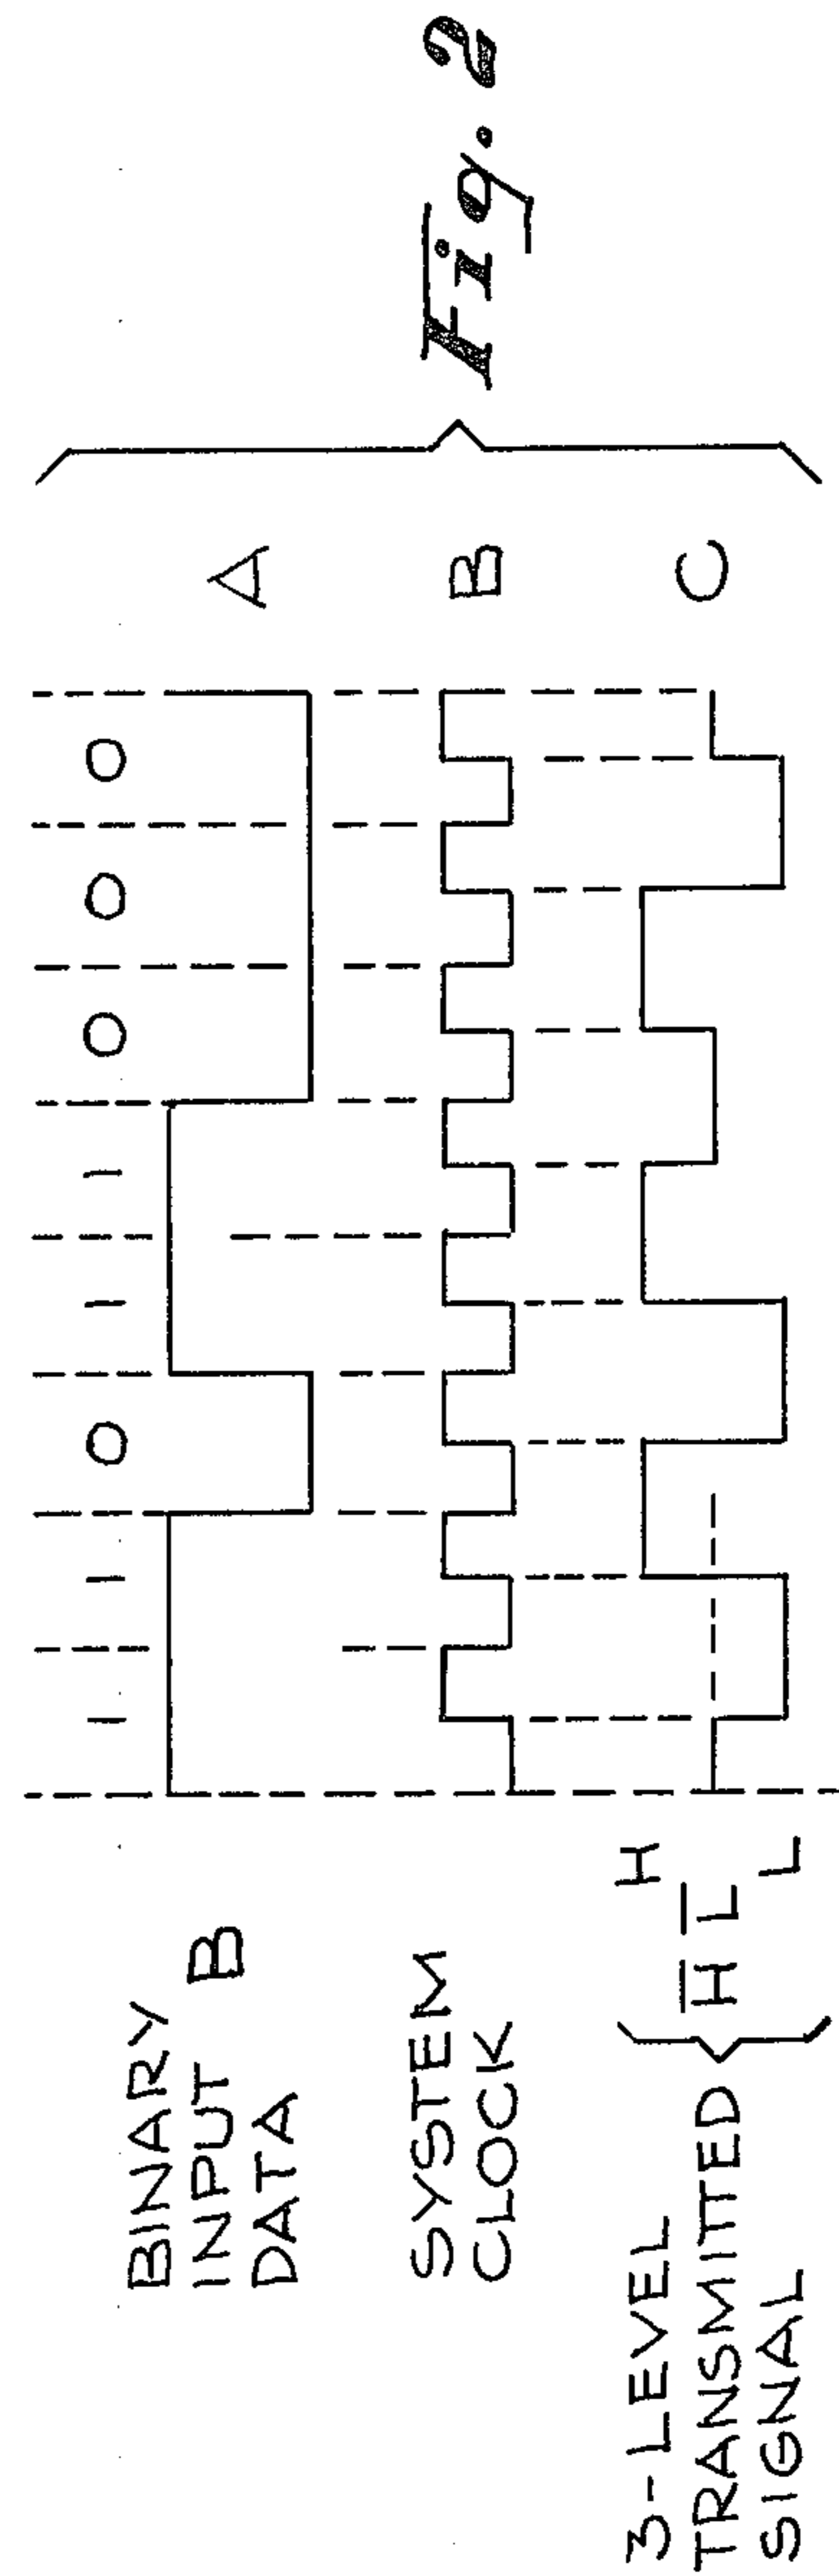 1 1 0 1 1 0 0 0
BINARY
INPUT B
DATA
A
SYSTEM
CLOCK
B
3-LEVEL
TRANSMITTED
SIGNAL
H
H̅ L̅
L
C
Fig. 2